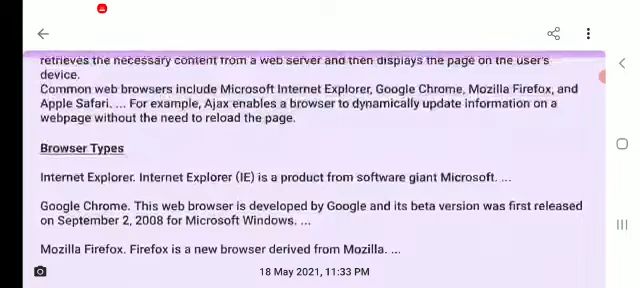 retrieves the necessary content from a web server and then displays the page on the user's
device.
Common web browsers include Microsoft Internet Explorer, Google Chrome, Mozilla Firefox, and
Apple Safari. ... For example, Ajax enables a browser to dynamically update information on a
webpage without the need to reload the page.
Browser Types
Internet Explorer. Internet Explorer (IE) is a product from software giant Microsoft. ...
Google Chrome. This web browser is developed by Google and its beta version was first released
on September 2, 2008 for Microsoft Windows. ...
Mozilla Firefox. Firefox is a new browser derived from Mozilla. ...
18 May 2021, 11:33 PM